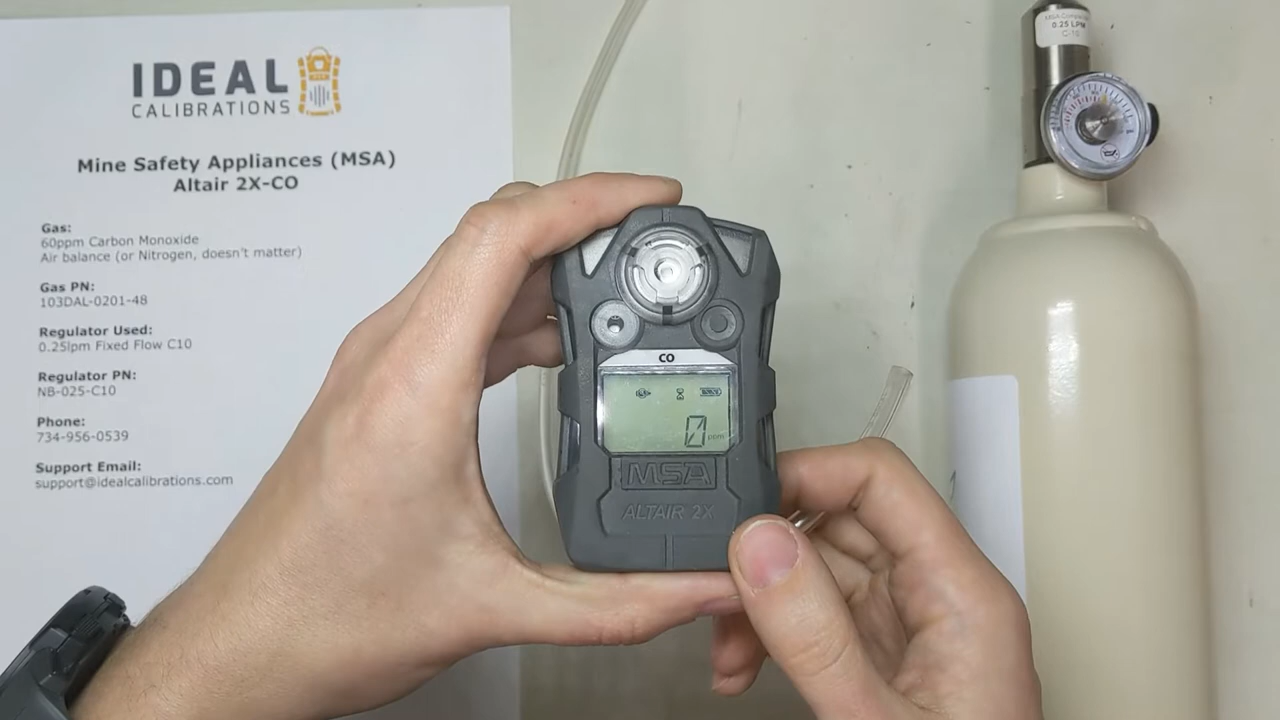 IDEAL
CALIBRATIONS
Mine Safety Appliances (MSA)
Altair 2X-CO
Gas:
60ppm Carbon Monoxide
Air balance (or Nitrogen, doesn't matter)
Gas PN:
103DAL-0201-48
Regulator Used:
0.25lpm Fixed Flow C10
Regulator PN:
NB-025-C10
Phone:
734-956-0539
Support Email:
support@idealcalibrations.com
CO
0 ppm
MSA
ALTAIR 2X
0.25 LPM
C-10